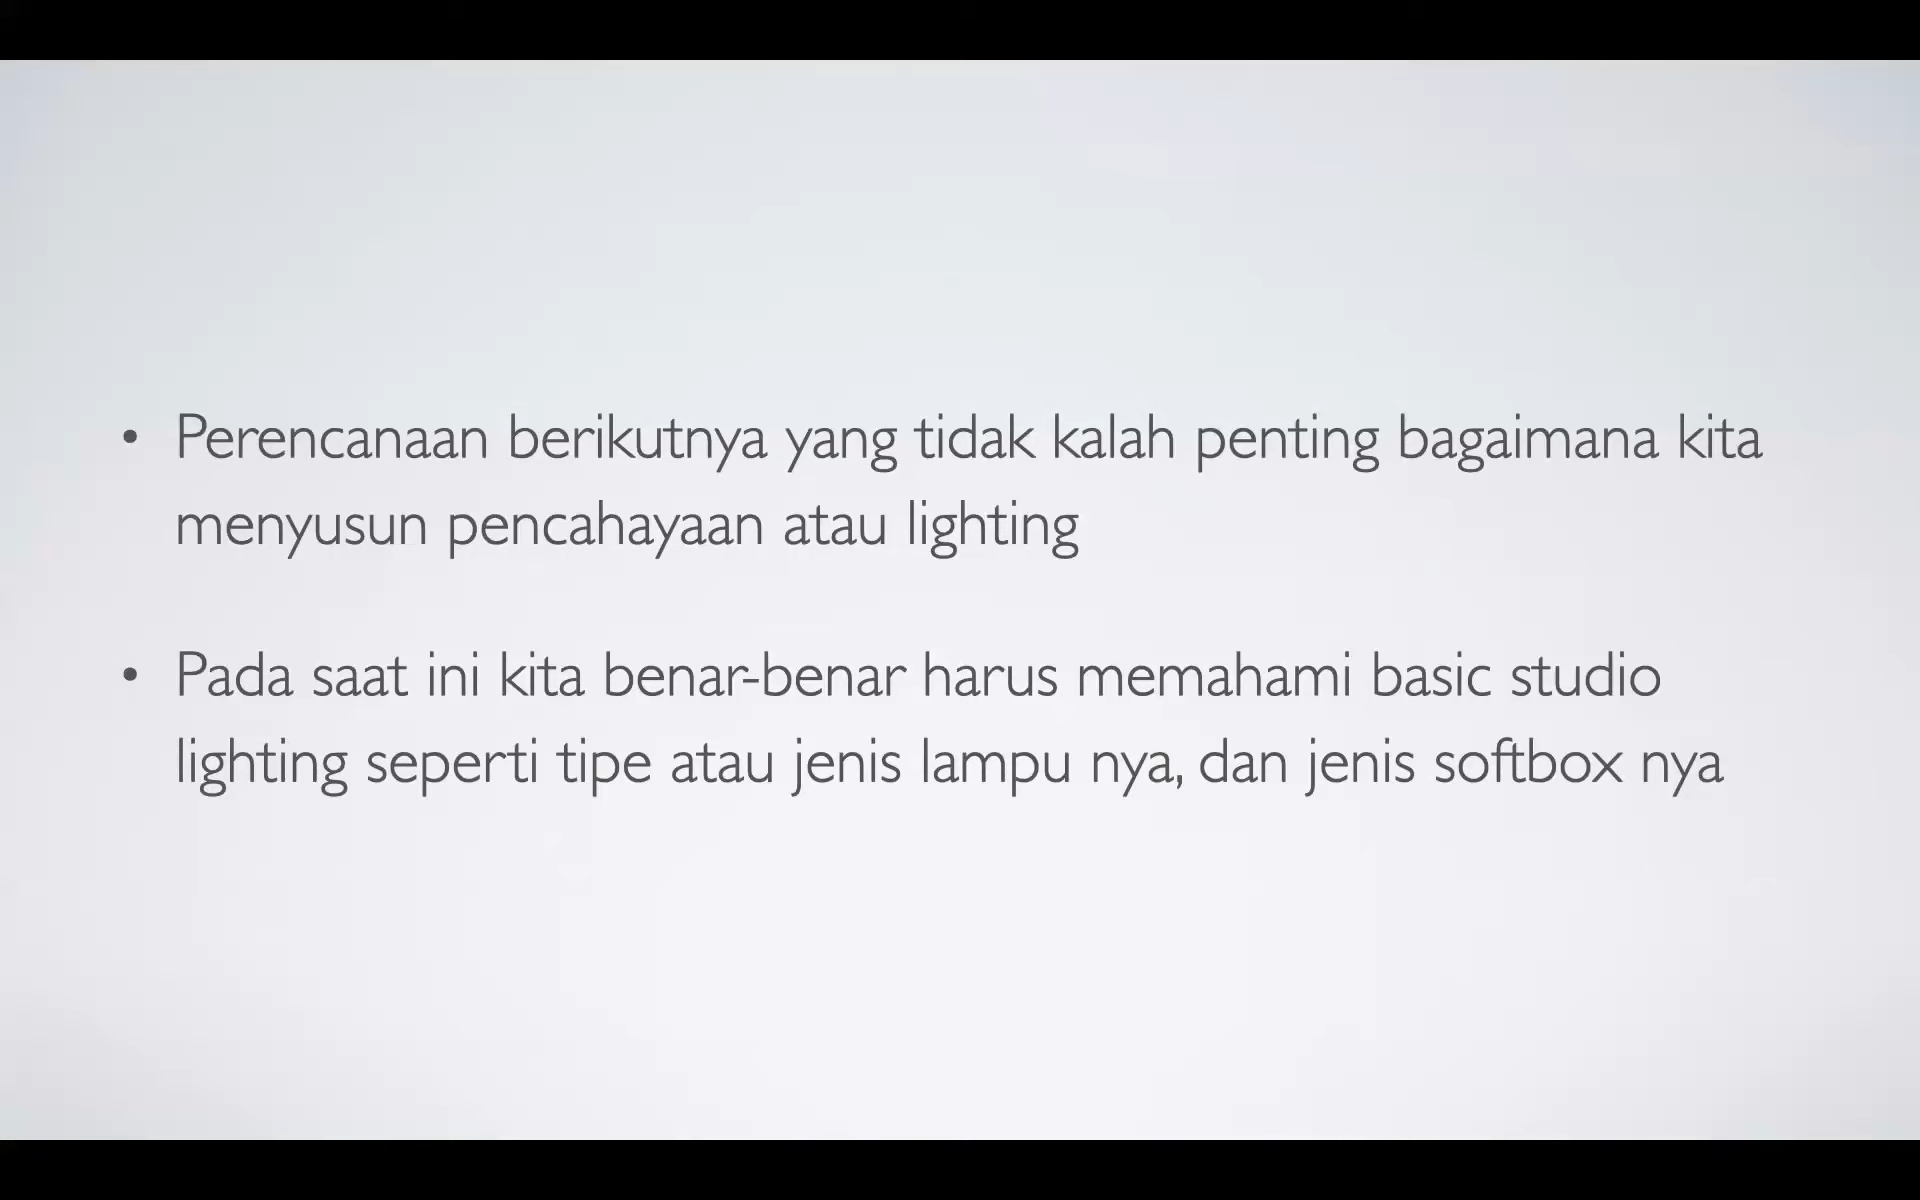 • Perencanaan berikutnya yang tidak kalah penting bagaimana kita
menyusun pencahayaan atau lighting
• Pada saat ini kita benar-benar harus memahami basic studio
lighting seperti tipe atau jenis lampu nya, dan jenis softbox nya